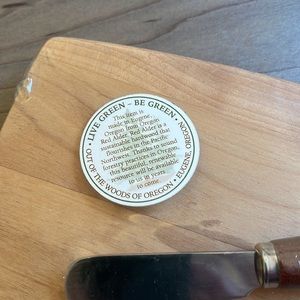 • LIVE GREEN – BE GREEN •
OUT OF THE WOODS OF OREGON • EUGENE, OREGON
This item is
made in Eugene,
Oregon from Oregon
Red Alder. Red Alder is a
sustainable hardwood that
flourishes in the Pacific
Northwest. Thanks to sound
forestry practices in Oregon,
this beautiful, renewable
resource will be available
to us in years
to come.